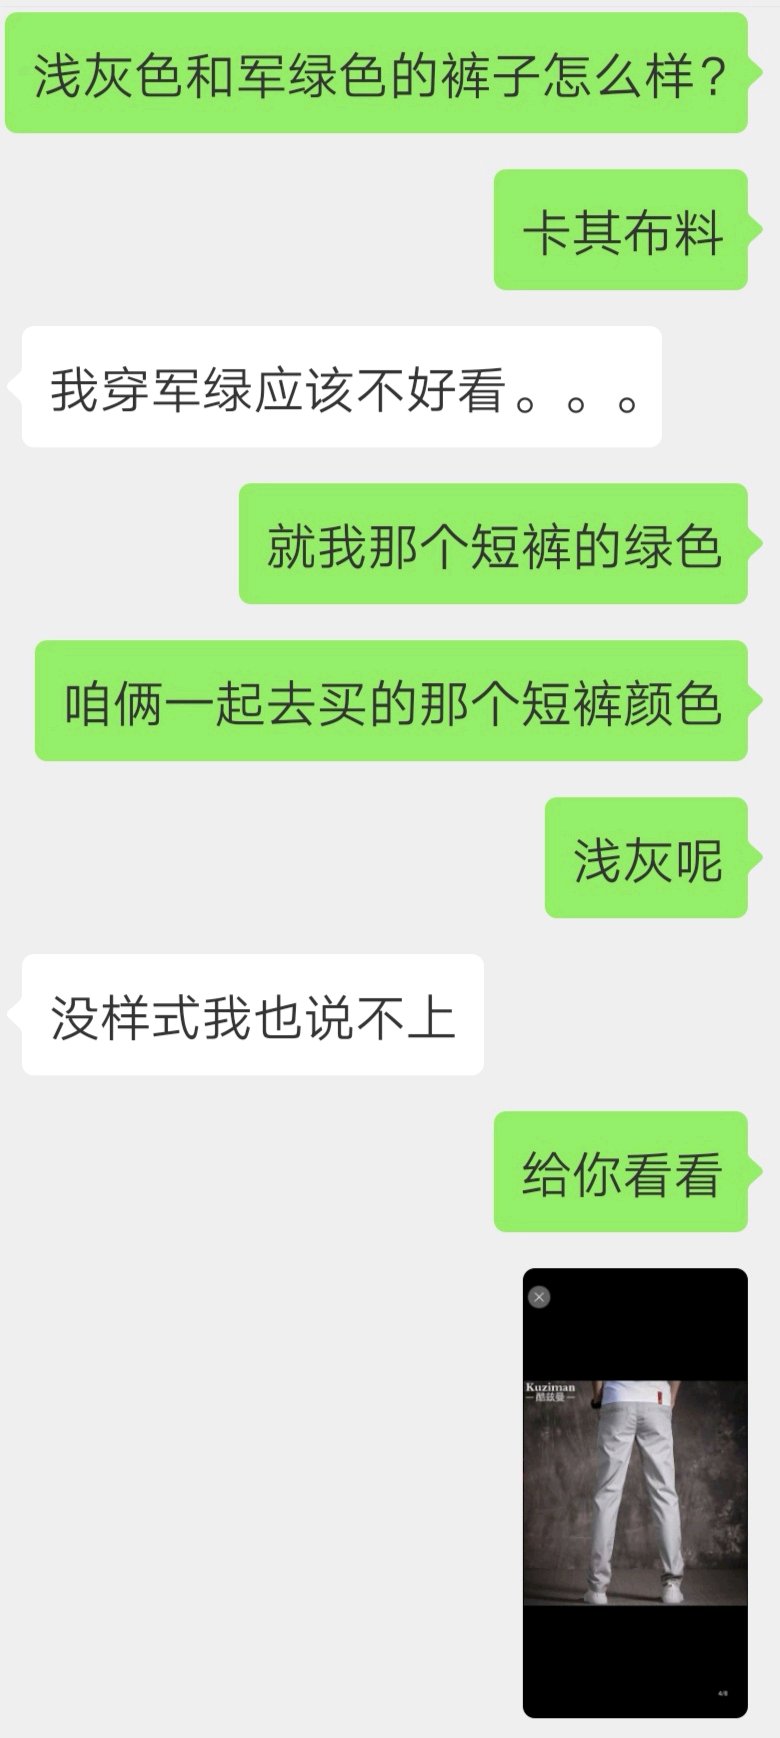 浅灰色和军绿色的裤子怎么样？
卡其布料
我穿军绿应该不好看。。。
就我那个短裤的绿色
咱俩一起去买的那个短裤颜色
浅灰呢
没样式我也说不上
给你看看
Kuziman
酷兹曼
4/8